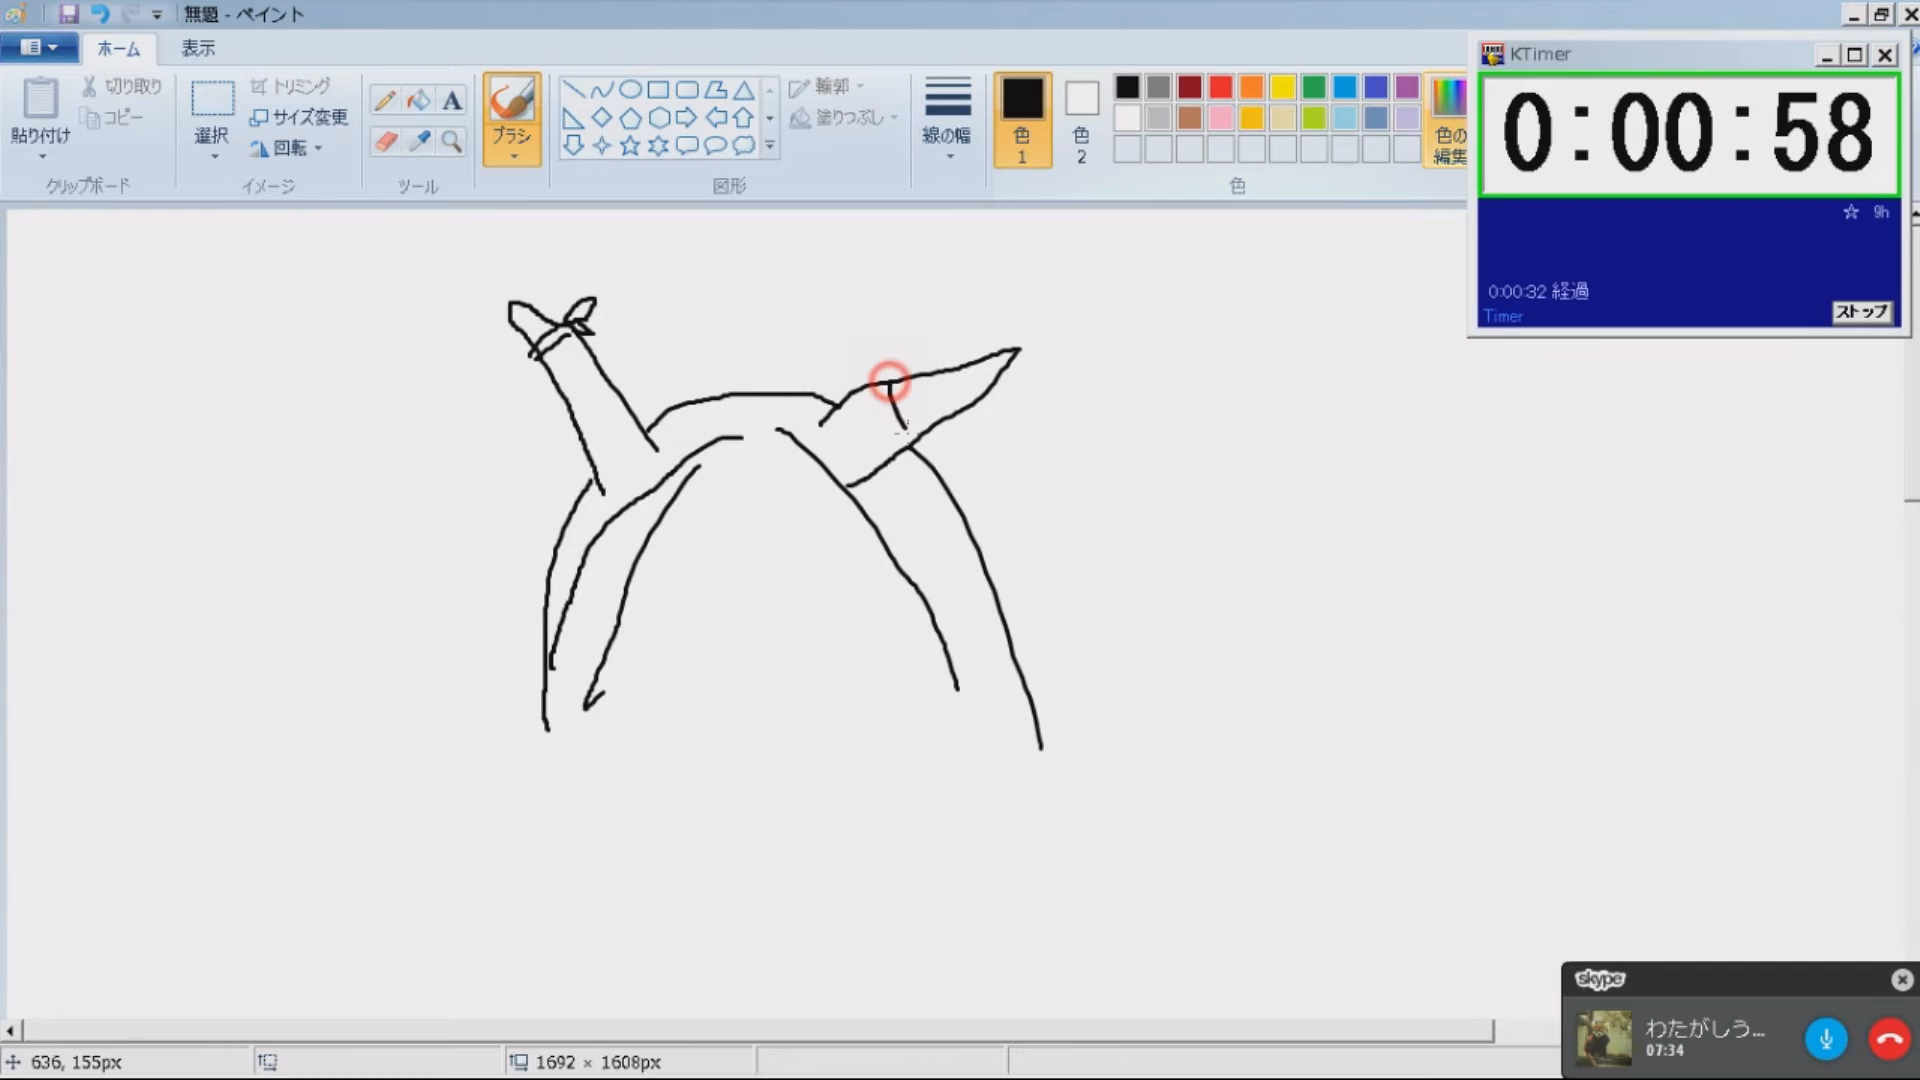 無題 - ペイント
ホーム
表示
貼り付け
切り取り
コピー
クリップボード
選択
トリミング
サイズ変更
回転
イメージ
A
ツール
ブラシ
輪郭
塗りつぶし
図形
線の幅
色
1
色
2
色の
編集
色
KTimer
0:00:58
☆ 9h
0:00:32 経過
Timer
ストップ
skype
わたがしう...
07:34
636, 155px
1692 × 1608px